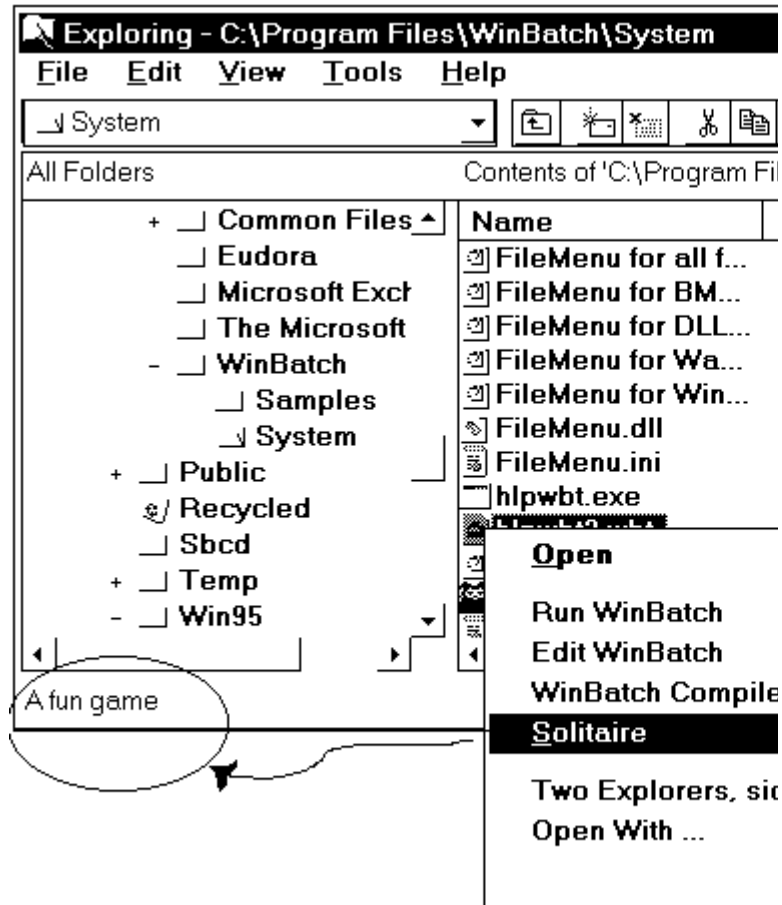 Exploring - C:\Program Files\WinBatch\System
File Edit View Tools Help
System
All Folders
Contents of 'C:\Program Fil
+ Common Files
Eudora
Microsoft Exch
The Microsoft
- WinBatch
Samples
System
+ Public
Recycled
Sbcd
+ Temp
- Win95
Name
FileMenu for all f...
FileMenu for BM...
FileMenu for DLL...
FileMenu for Wa...
FileMenu for Win...
FileMenu.dll
FileMenu.ini
hlpwbt.exe
Open
Run WinBatch
Edit WinBatch
WinBatch Compile
Solitaire
Two Explorers, sid
Open With ...
A fun game